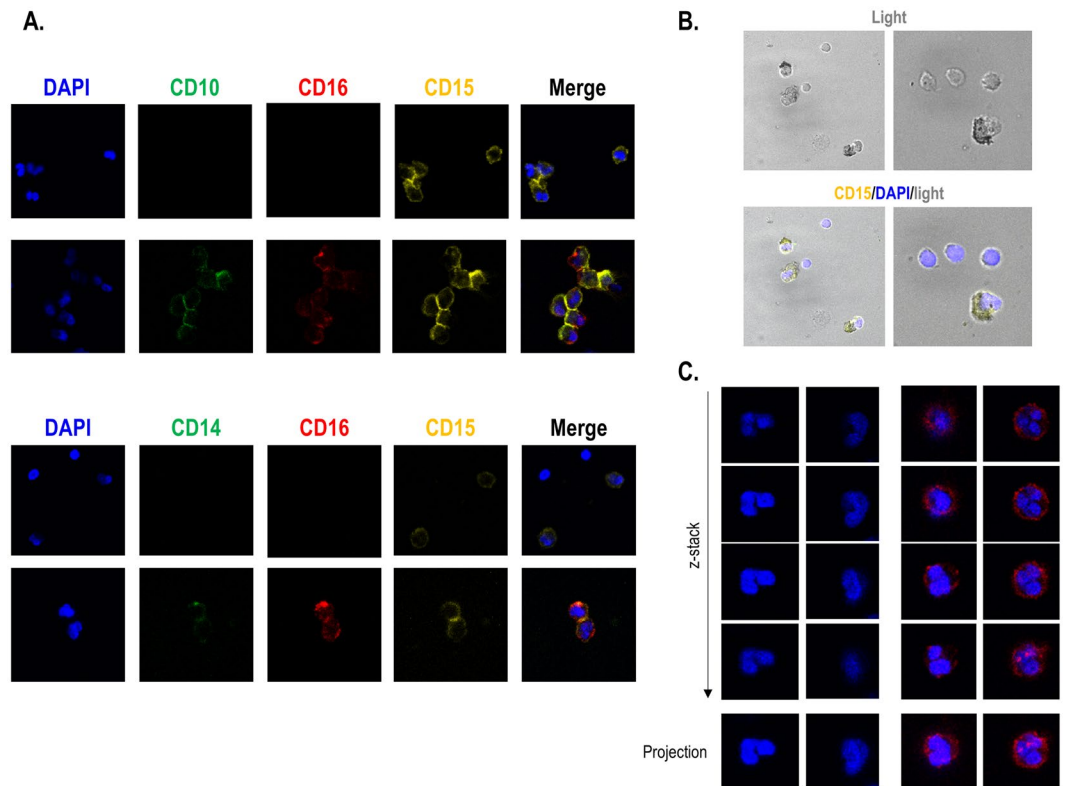 A.
DAPI CD10 CD16 CD15 Merge
DAPI CD14 CD16 CD15 Merge
B.
Light
CD15/DAPI/light
C.
z-stack
Projection